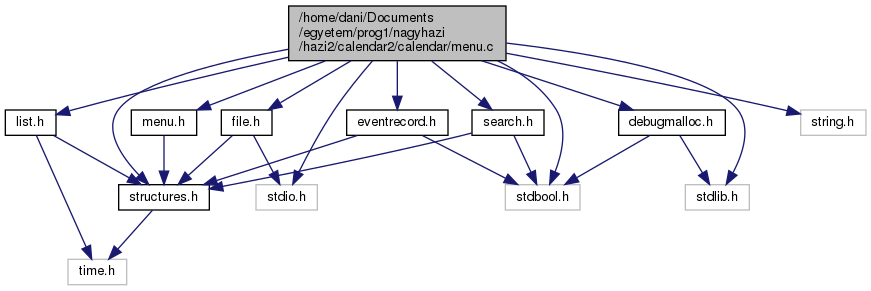 /home/dani/Documents
/egyetem/prog1/nagyhazi
/hazi2/calendar2/calendar/menu.c
list.h
menu.h
file.h
eventrecord.h
search.h
debugmalloc.h
string.h
structures.h
stdio.h
stdbool.h
stdlib.h
time.h